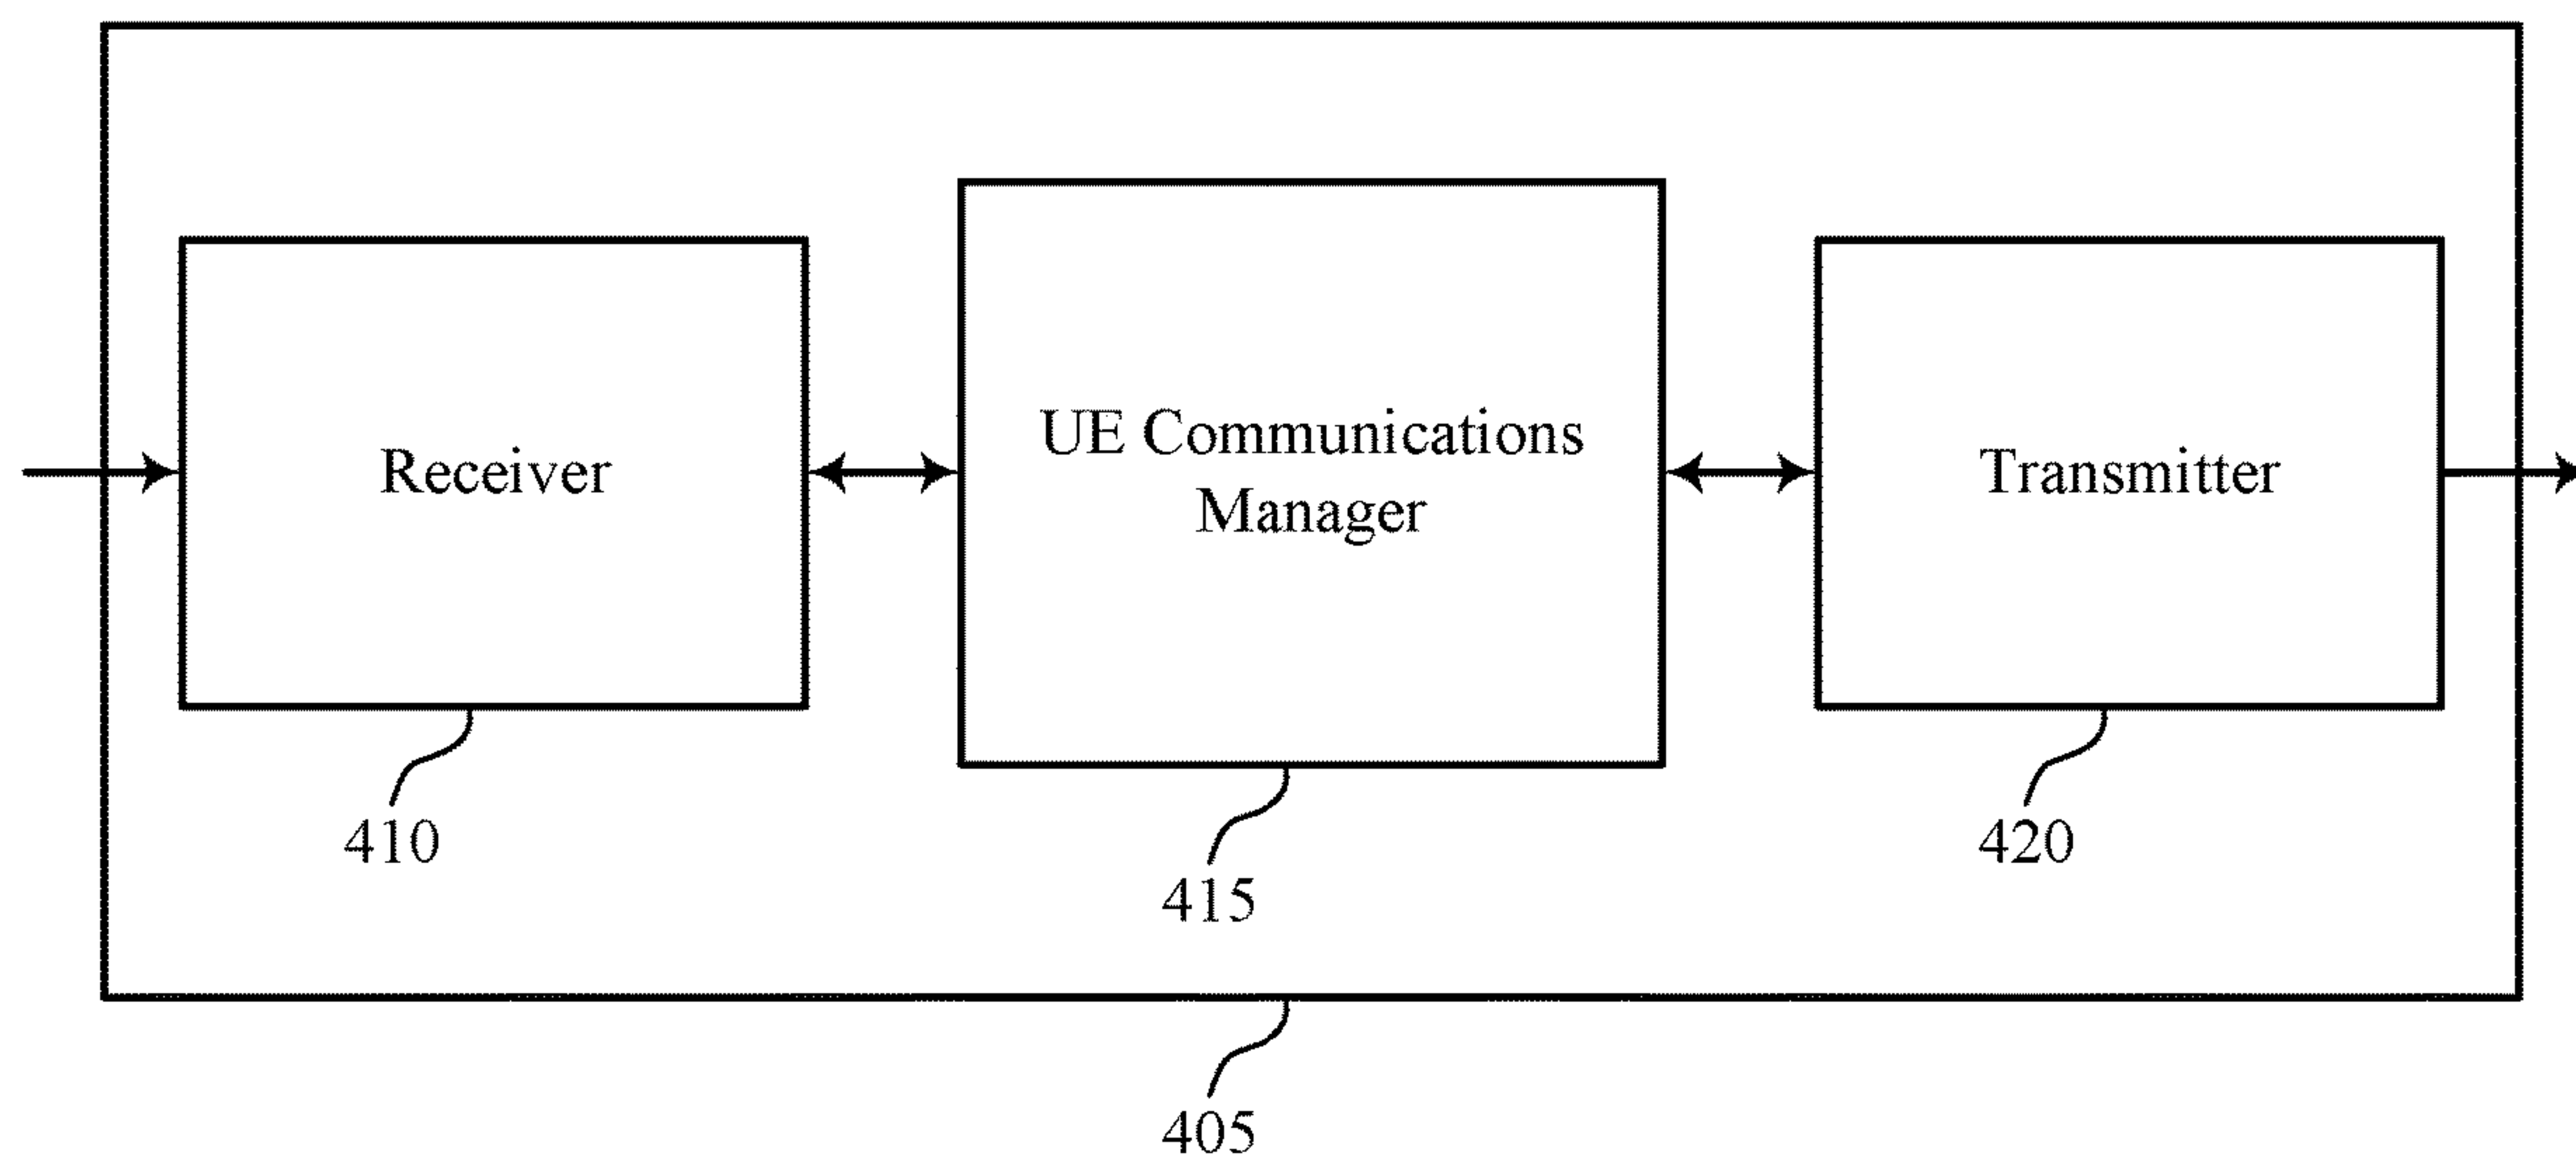 Receiver
UE Communications
Manager
Transmitter
410
415
420
405